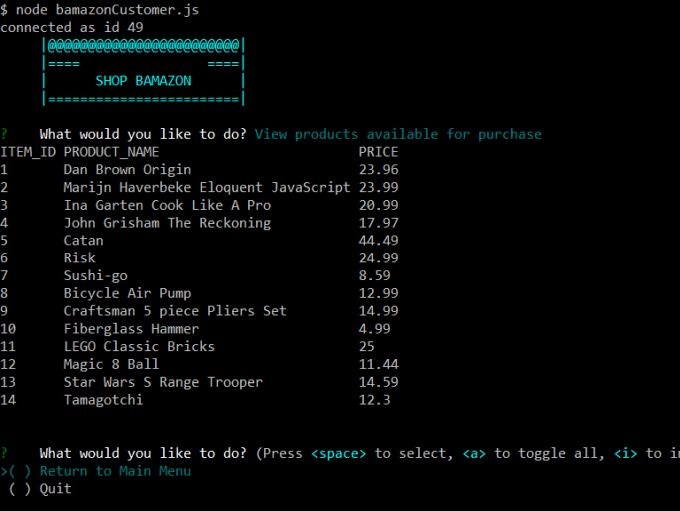 $ node bamazonCustomer.js
connected as id 49
|@@@@@@@@@@@@@@@@@@@@@@@@|
|====                ====|
|      SHOP BAMAZON      |
|========================|
?    What would you like to do? View products available for purchase
ITEM_ID PRODUCT_NAME                         PRICE
1       Dan Brown Origin                     23.96
2       Marijn Haverbeke Eloquent JavaScript 23.99
3       Ina Garten Cook Like A Pro           20.99
4       John Grisham The Reckoning           17.97
5       Catan                                44.49
6       Risk                                 24.99
7       Sushi-go                             8.59
8       Bicycle Air Pump                     12.99
9       Craftsman 5 piece Pliers Set         14.99
10      Fiberglass Hammer                    4.99
11      LEGO Classic Bricks                  25
12      Magic 8 Ball                         11.44
13      Star Wars S Range Trooper            14.59
14      Tamagotchi                           12.3
?    What would you like to do? (Press <space> to select, <a> to toggle all, <i> to in
>( ) Return to Main Menu
 ( ) Quit